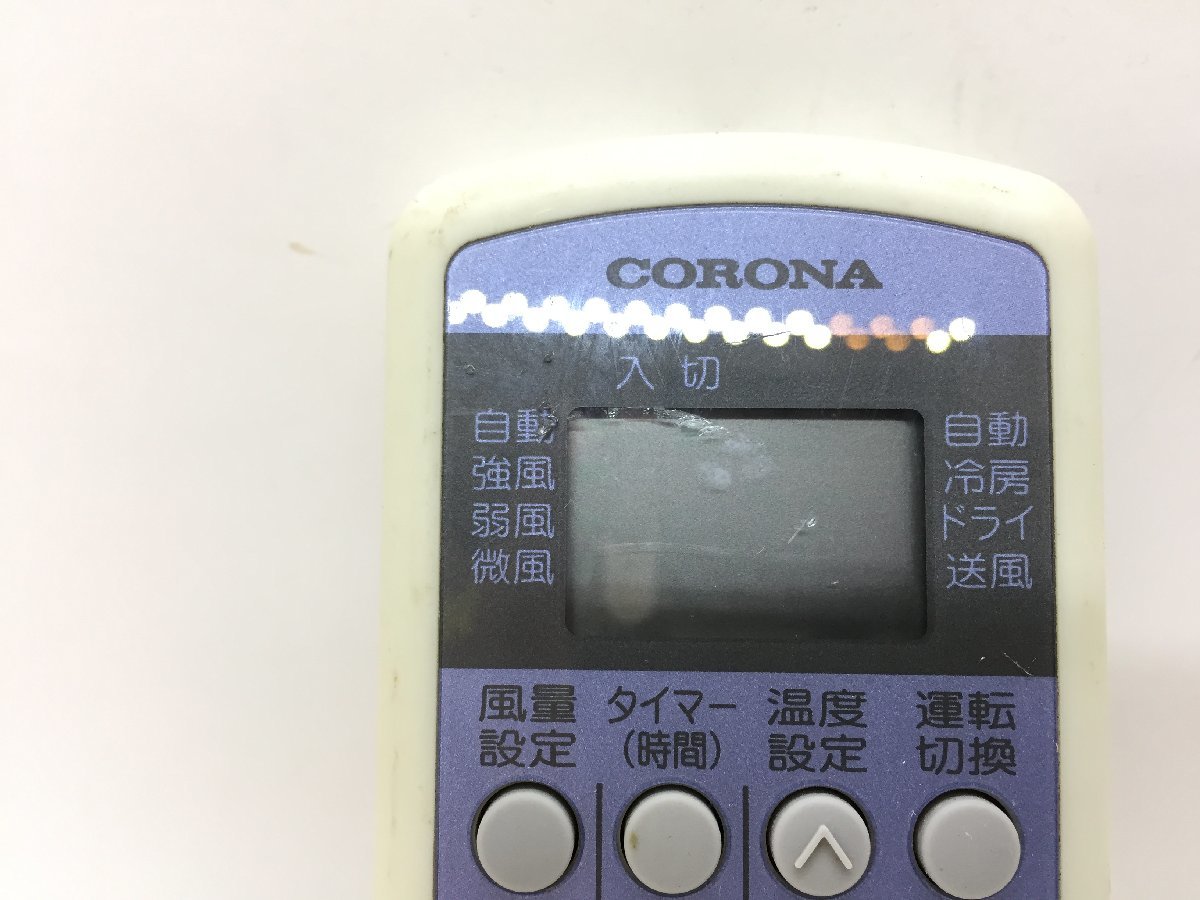 CORONA
入 切
自動
強風
弱風
微風
自動
冷房
ドライ
送風
風量
設定
タイマー
(時間)
温度
設定
運転
切換